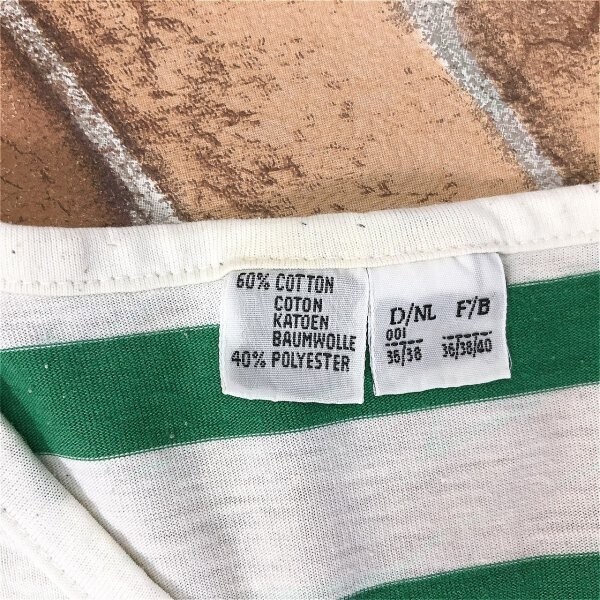 60% COTTON
COTON
KATOEN
BAUMWOLLE
40% POLYESTER
D/NL F/B
001
36/38 36/38/40